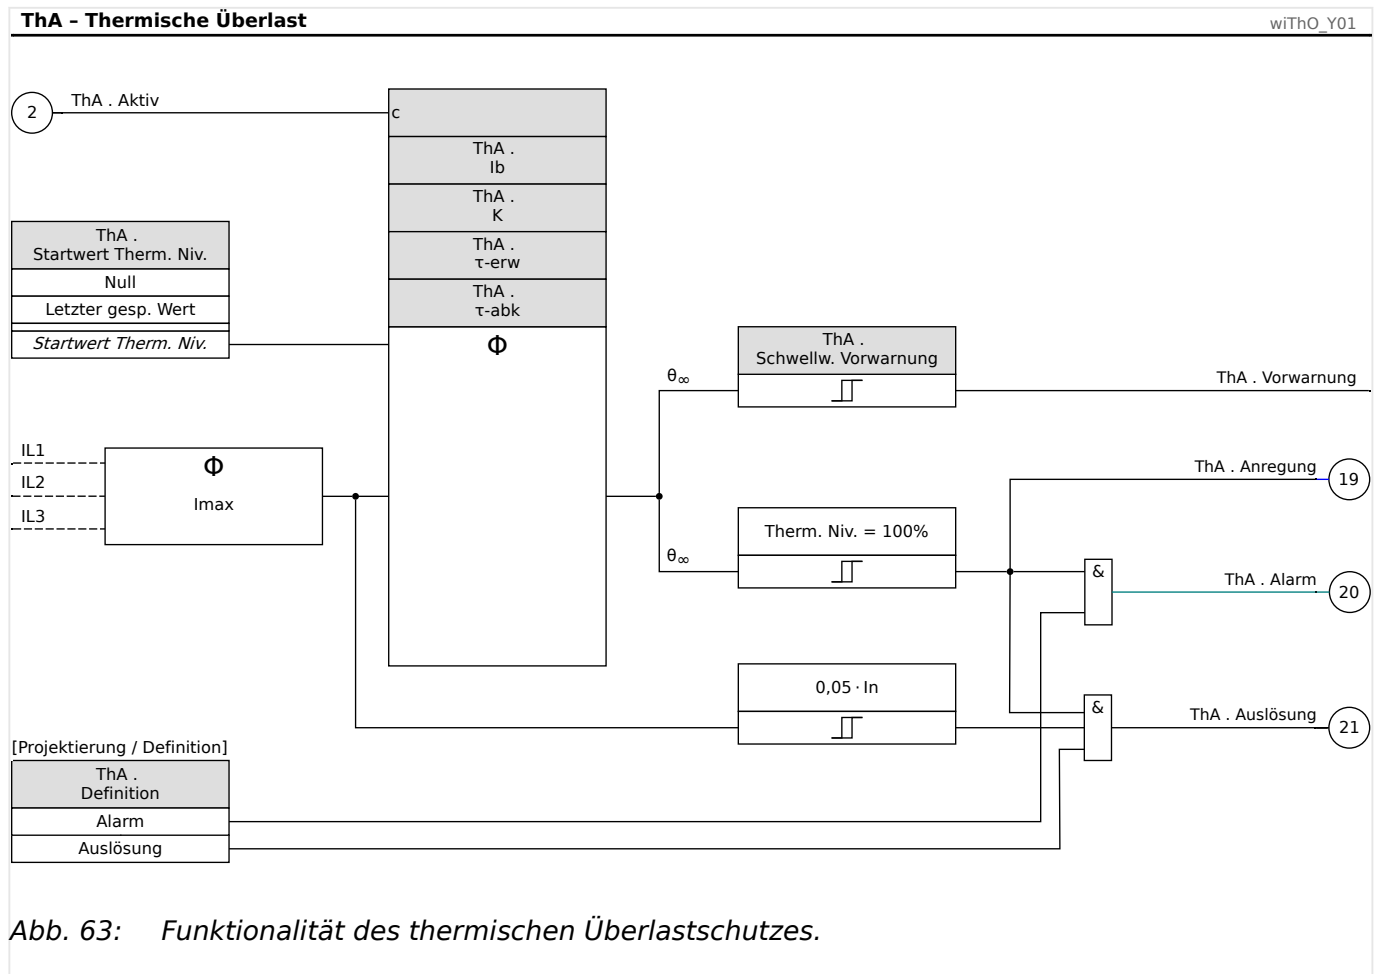 ThA – Thermische Überlast
wiThO_Y01
2
ThA . Aktiv
c
ThA .
Ib
ThA .
K
ThA .
τ-erw
ThA .
τ-abk
Φ
ThA .
Startwert Therm. Niv.
Null
Letzter gesp. Wert
Startwert Therm. Niv.
IL1
IL2
IL3
Φ
Imax
θ∞
ThA .
Schwellw. Vorwarnung
ThA . Vorwarnung
θ∞
Therm. Niv. = 100%
ThA . Anregung
19
&
ThA . Alarm
20
0,05 · In
&
ThA . Auslösung
21
[Projektierung / Definition]
ThA .
Definition
Alarm
Auslösung
Abb. 63: Funktionalität des thermischen Überlastschutzes.